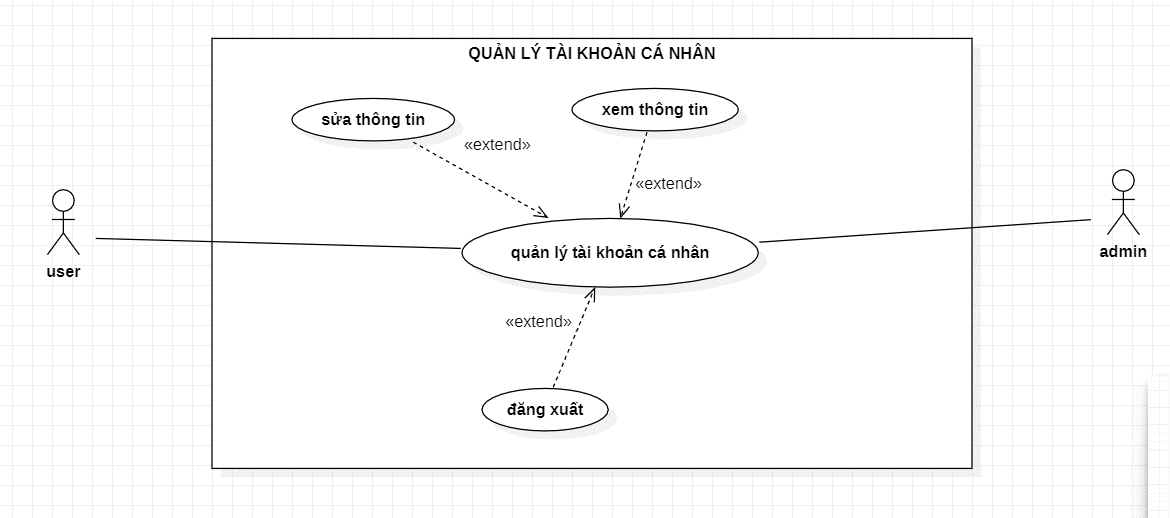 QUẢN LÝ TÀI KHOẢN CÁ NHÂN
sửa thông tin
xem thông tin
«extend»
«extend»
user
quản lý tài khoản cá nhân
admin
«extend»
đăng xuất